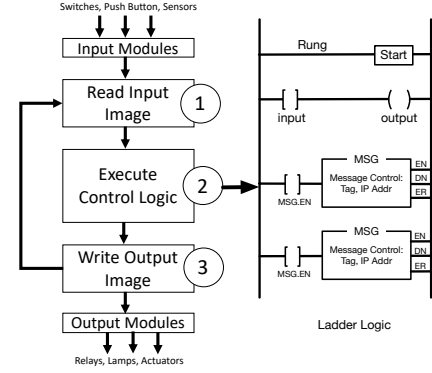 Switches, Push Button, Sensors
Input Modules
Read Input
Image
1
Execute
Control Logic
2
Write Output
Image
3
Output Modules
Relays, Lamps, Actuators
Rung
Start
input
output
MSG
Message Control:
Tag, IP Addr
EN
DN
ER
MSG.EN
MSG
Message Control:
Tag, IP Addr
EN
DN
ER
MSG.EN
Ladder Logic